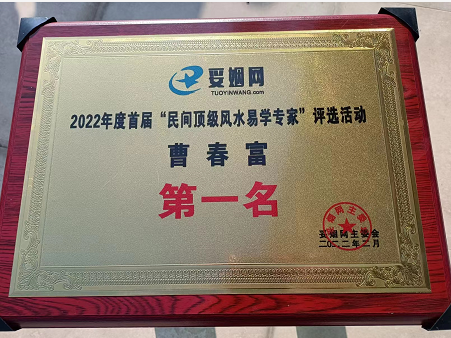 妥姻网
TUOYINWANG.com
2022年度首届“民间顶级风水易学专家”评选活动
曹春富
第一名
妥姻网主委会
二〇二二年二月